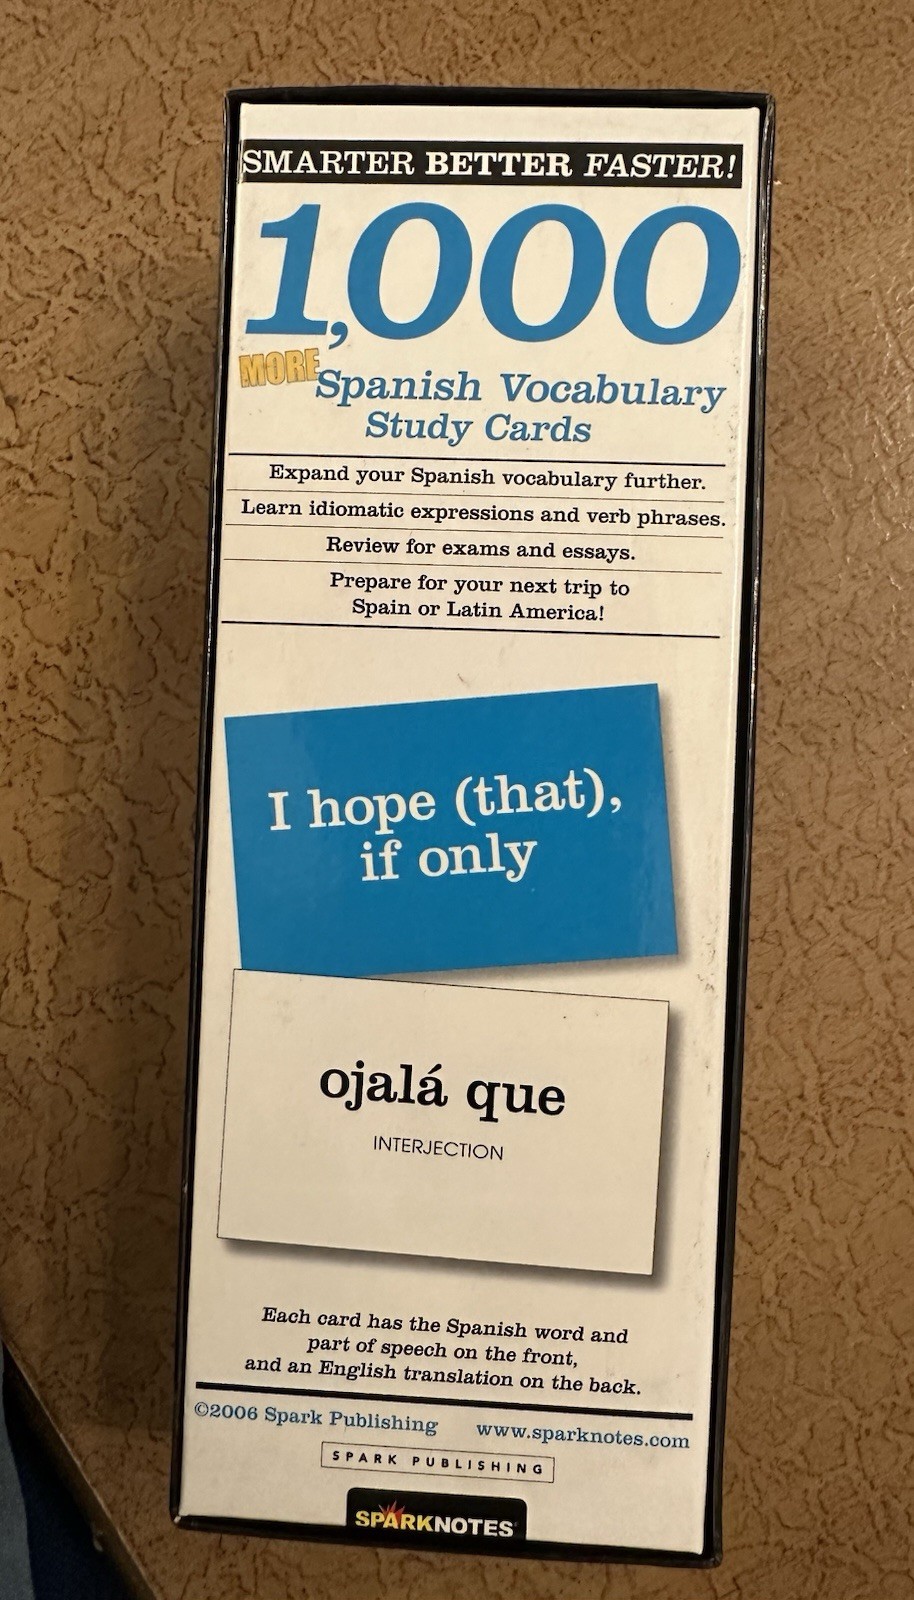 SMARTER BETTER FASTER!
1,000
MORE
Spanish Vocabulary
Study Cards
Expand your Spanish vocabulary further.
Learn idiomatic expressions and verb phrases.
Review for exams and essays.
Prepare for your next trip to
Spain or Latin America!
I hope (that),
if only
ojalá que
INTERJECTION
Each card has the Spanish word and
part of speech on the front,
and an English translation on the back.
©2006 Spark Publishing www.sparknotes.com
SPARK PUBLISHING
SPARKNOTES